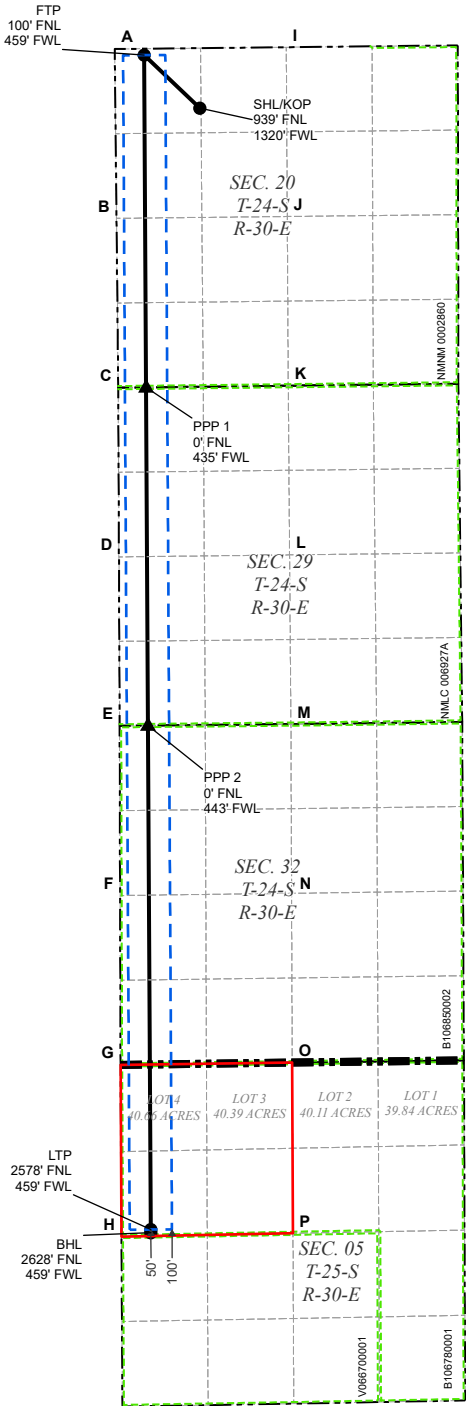 FTP
100' FNL
459' FWL
A
I
SHL/KOP
939' FNL
1320' FWL
SEC. 20
T-24-S
R-30-E
B
J
NMNM 0002860
C
K
PPP 1
0' FNL
435' FWL
D
L
SEC. 29
T-24-S
R-30-E
NMLC 006927A
E
M
PPP 2
0' FNL
443' FWL
SEC. 32
T-24-S
R-30-E
F
N
B106850002
G
O
LOT 4
40.66 ACRES
LOT 3
40.39 ACRES
LOT 2
40.11 ACRES
LOT 1
39.84 ACRES
LTP
2578' FNL
459' FWL
H
P
BHL
2628' FNL
459' FWL
50'
100'
SEC. 05
T-25-S
R-30-E
V066700001
B106780001